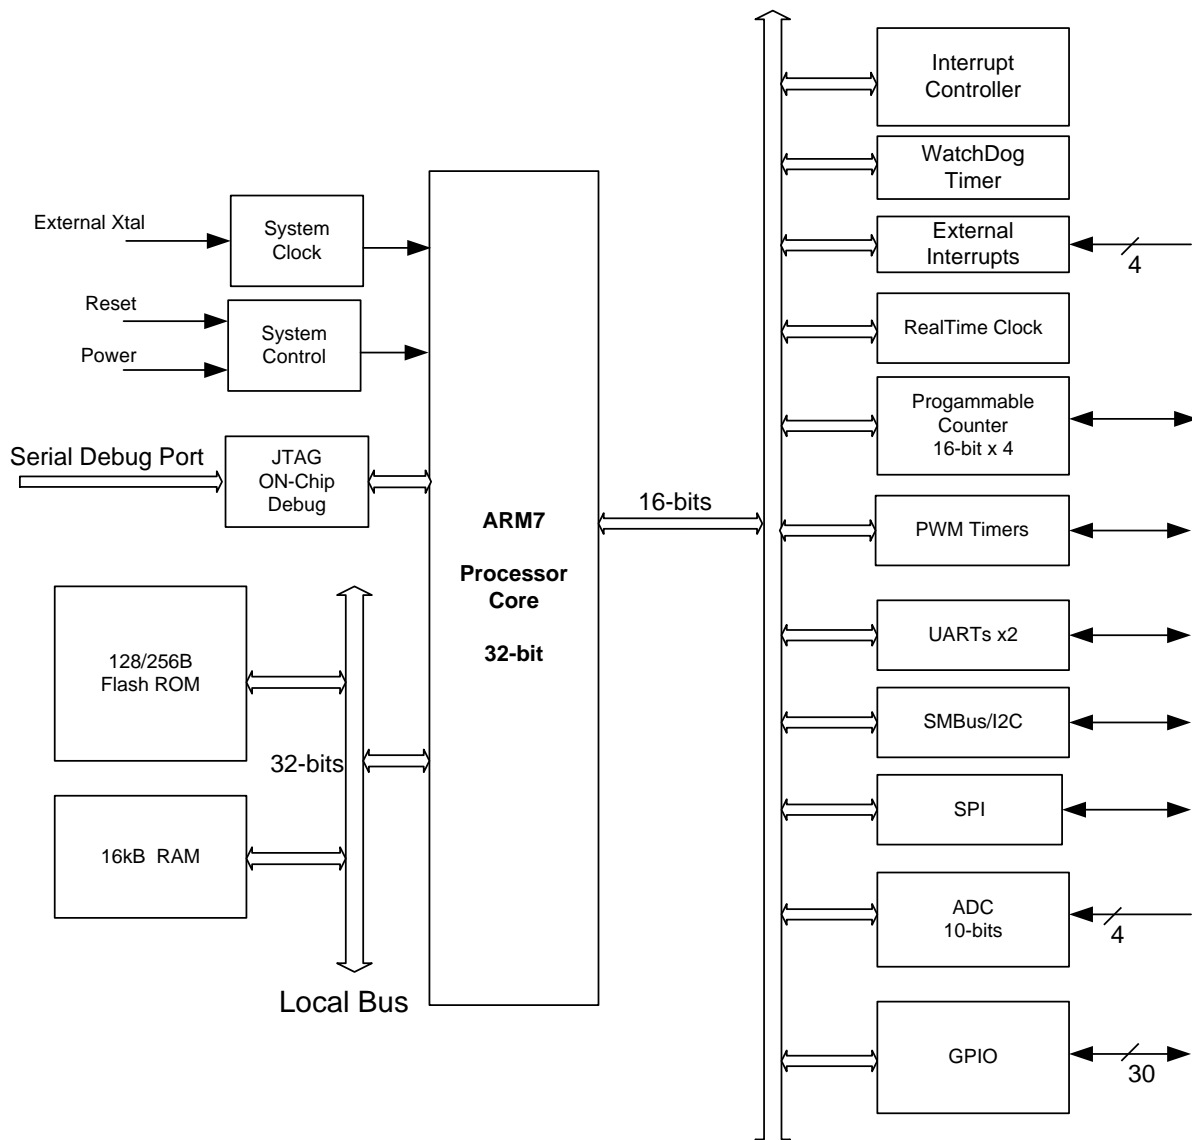 External Xtal
System
Clock
Reset
Power
System
Control
Serial Debug Port
JTAG
ON-Chip
Debug
128/256B
Flash ROM
32-bits
16kB  RAM
Local Bus
ARM7
Processor
Core
32-bit
16-bits
Interrupt
Controller
WatchDog
Timer
External
Interrupts
4
RealTime Clock
Progammable
Counter
16-bit x 4
PWM Timers
UARTs x2
SMBus/I2C
SPI
ADC
10-bits
4
GPIO
30